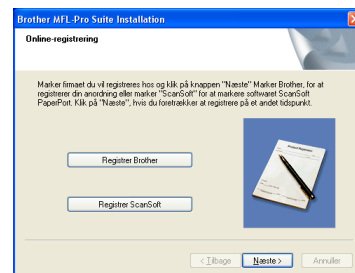 Brother MFL-Pro Suite Installation
Online-registrering
Marker firmaet du vil registreres hos og klik på knappen "Næste" Marker Brother, for at
registrerer din anordning eller marker "ScanSoft" for at markere softwaret ScanSoft
PaperPort. Klik på "Næste", hvis du foretrækker at registrere på et andet tidspunkt.
Registrer Brother
Registrer ScanSoft
< Tilbage
Næste >
Annuller